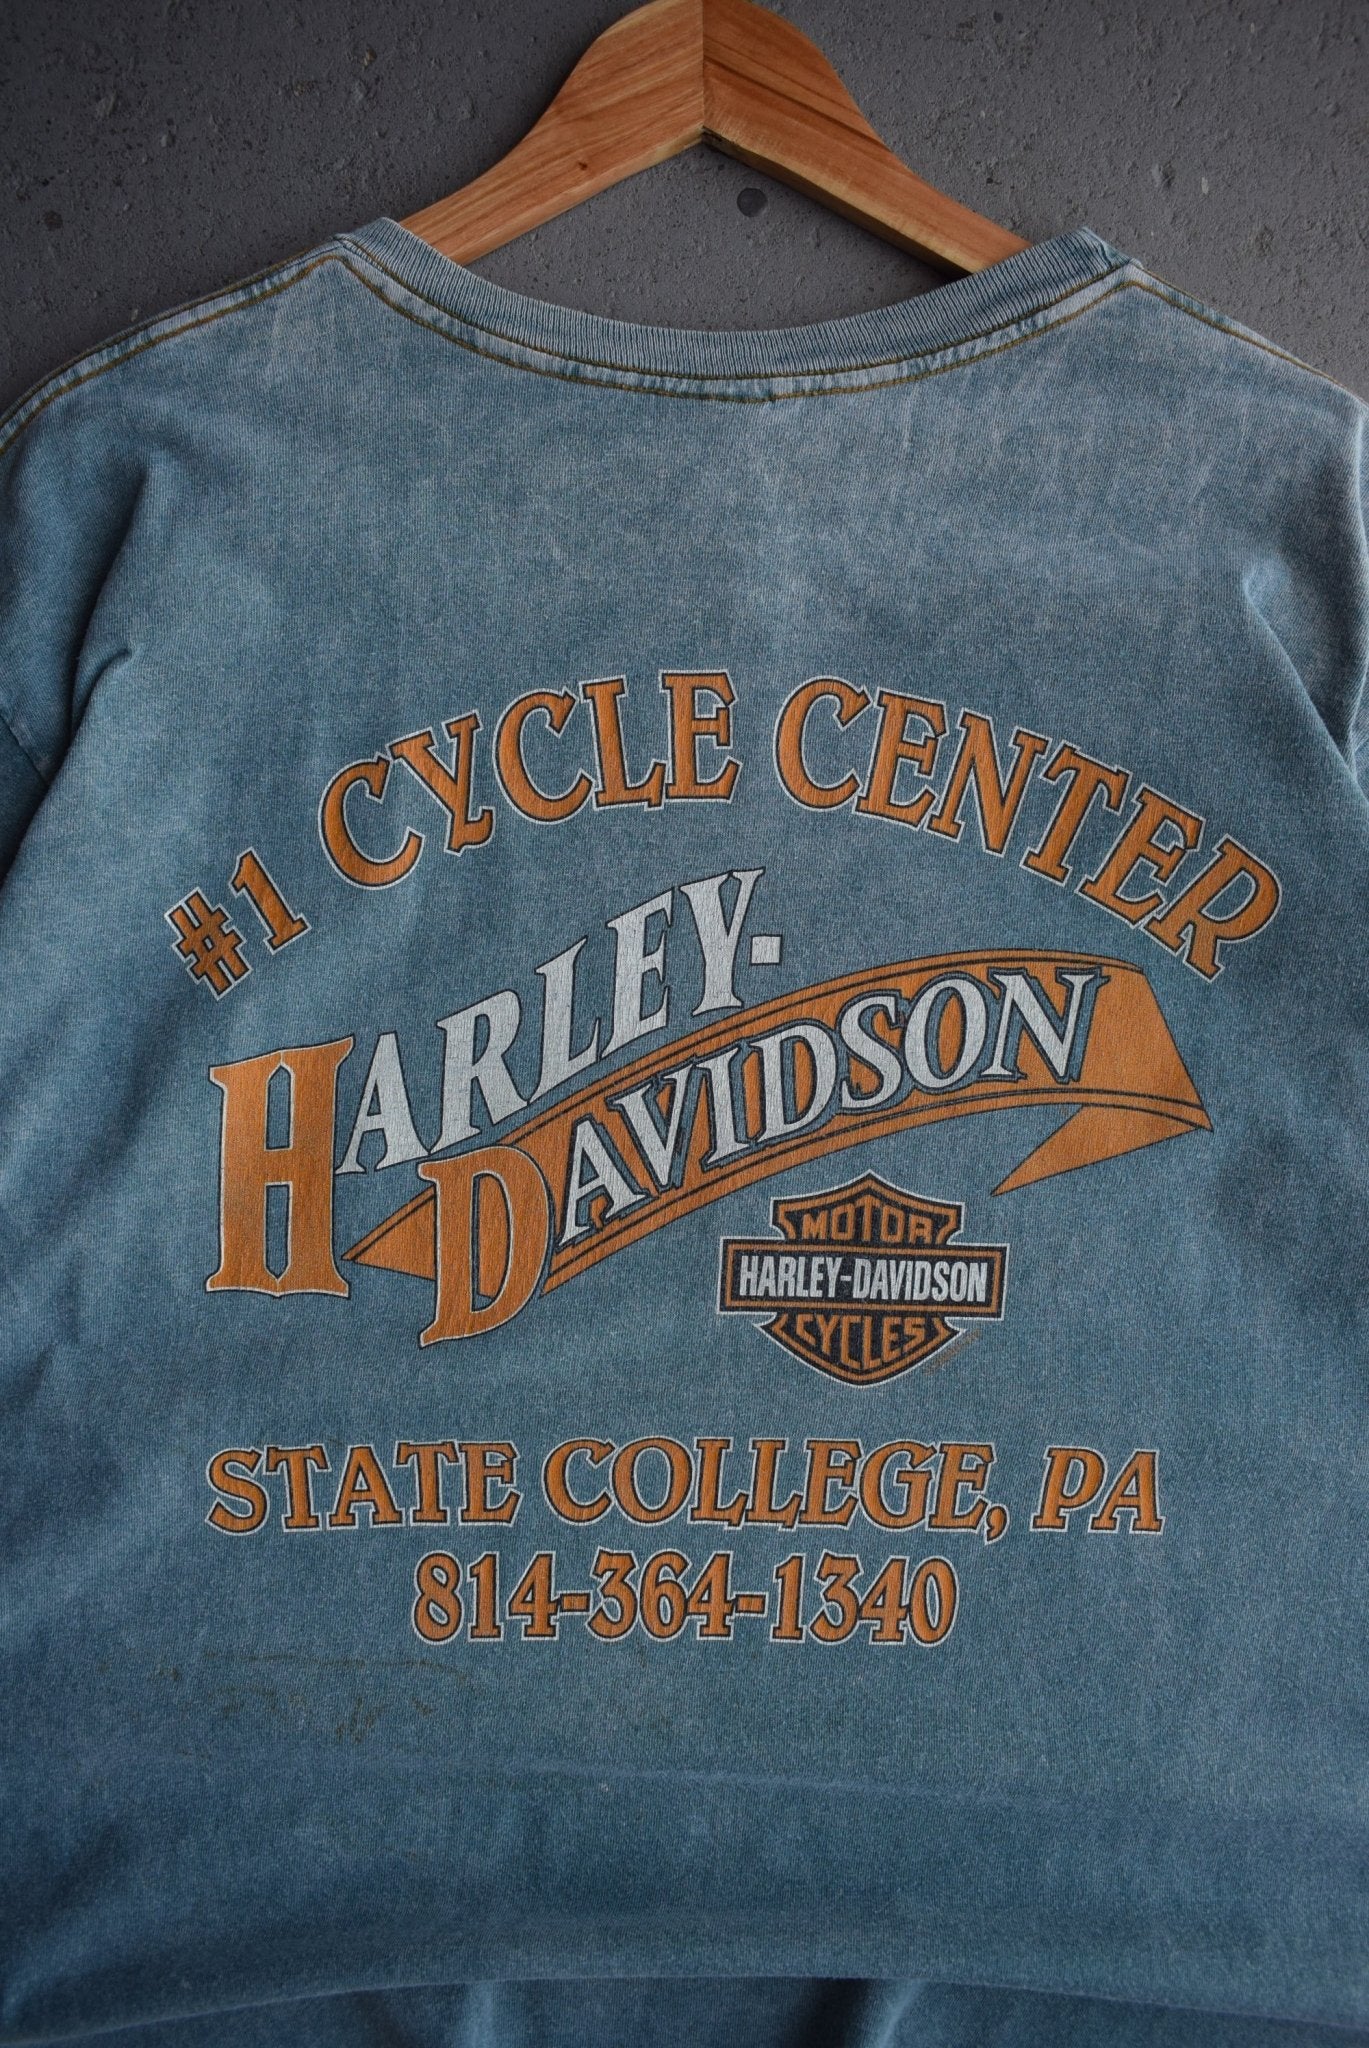 #1 CYCLE CENTER
HARLEY-
DAVIDSON
MOTOR
HARLEY-DAVIDSON
CYCLES
STATE COLLEGE, PA
814-364-1340